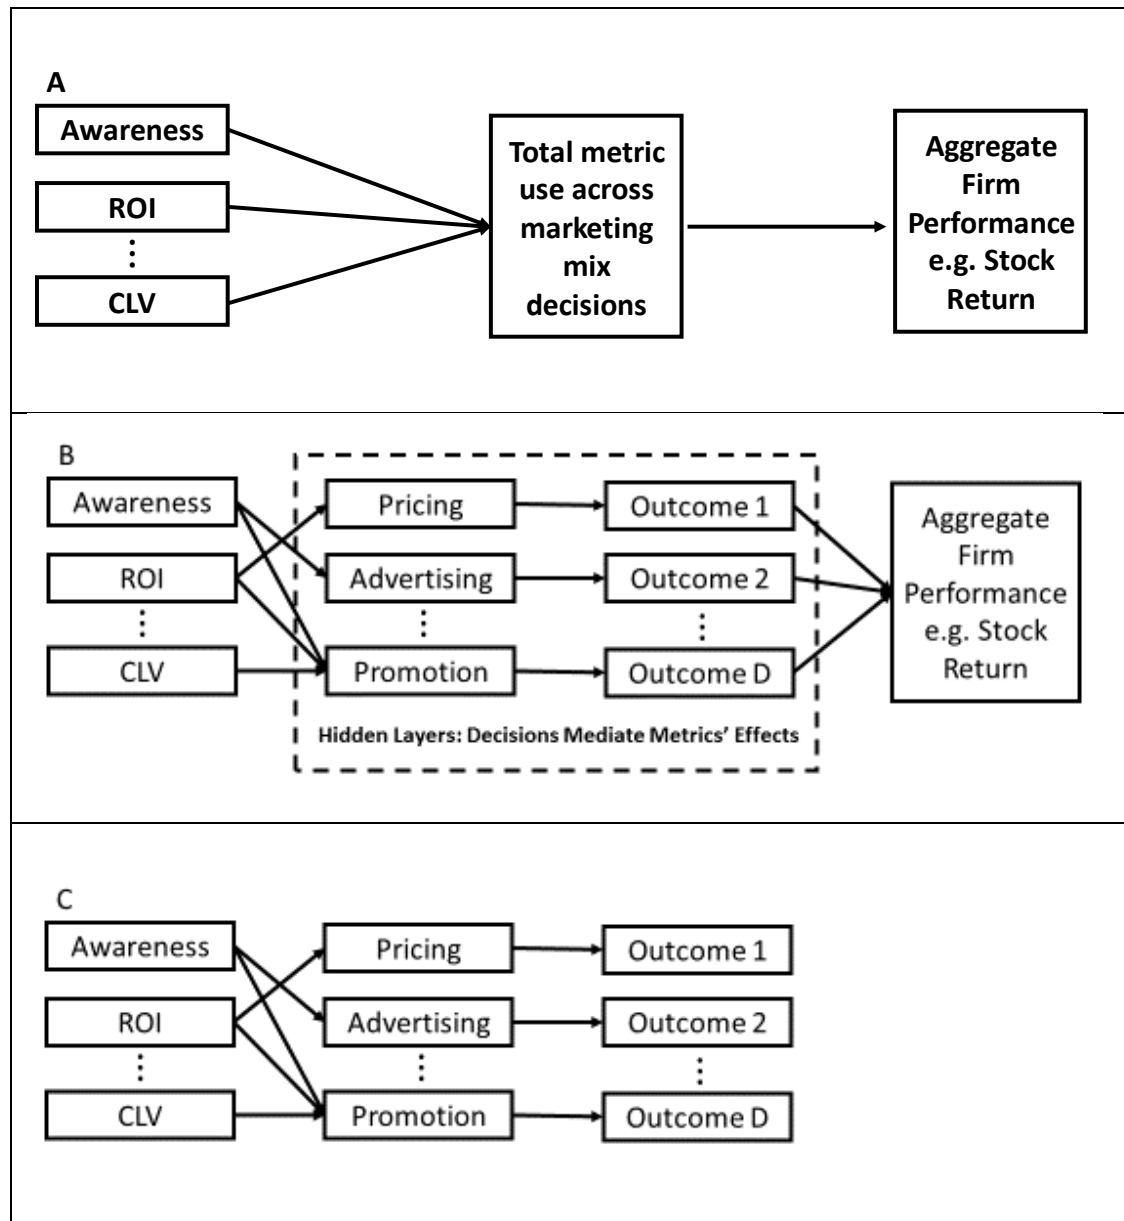 A
Awareness
ROI
⋮
CLV
Total metric
use across
marketing
mix
decisions
Aggregate
Firm
Performance
e.g. Stock
Return
B
Awareness
ROI
⋮
CLV
Pricing
Advertising
⋮
Promotion
Outcome 1
Outcome 2
⋮
Outcome D
Hidden Layers: Decisions Mediate Metrics' Effects
Aggregate
Firm
Performance
e.g. Stock
Return
C
Awareness
ROI
⋮
CLV
Pricing
Advertising
⋮
Promotion
Outcome 1
Outcome 2
⋮
Outcome D